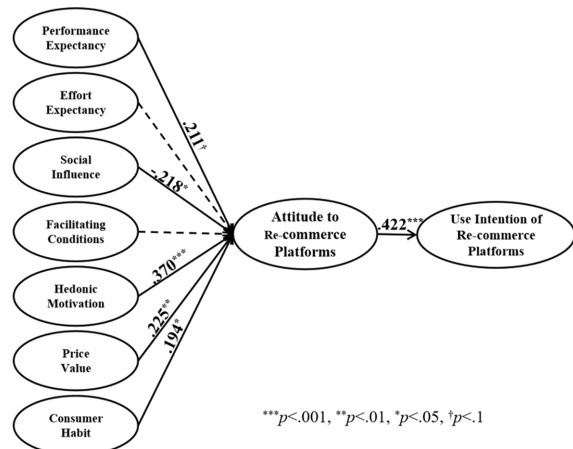 Performance
Expectancy
Effort
Expectancy
Social
Influence
Facilitating
Conditions
Hedonic
Motivation
Price
Value
Consumer
Habit
.211†
-.218*
.370***
.225**
.194*
Attitude to
Re-commerce
Platforms
.422***
Use Intention of
Re-commerce
Platforms
***p<.001, **p<.01, *p<.05, †p<.1